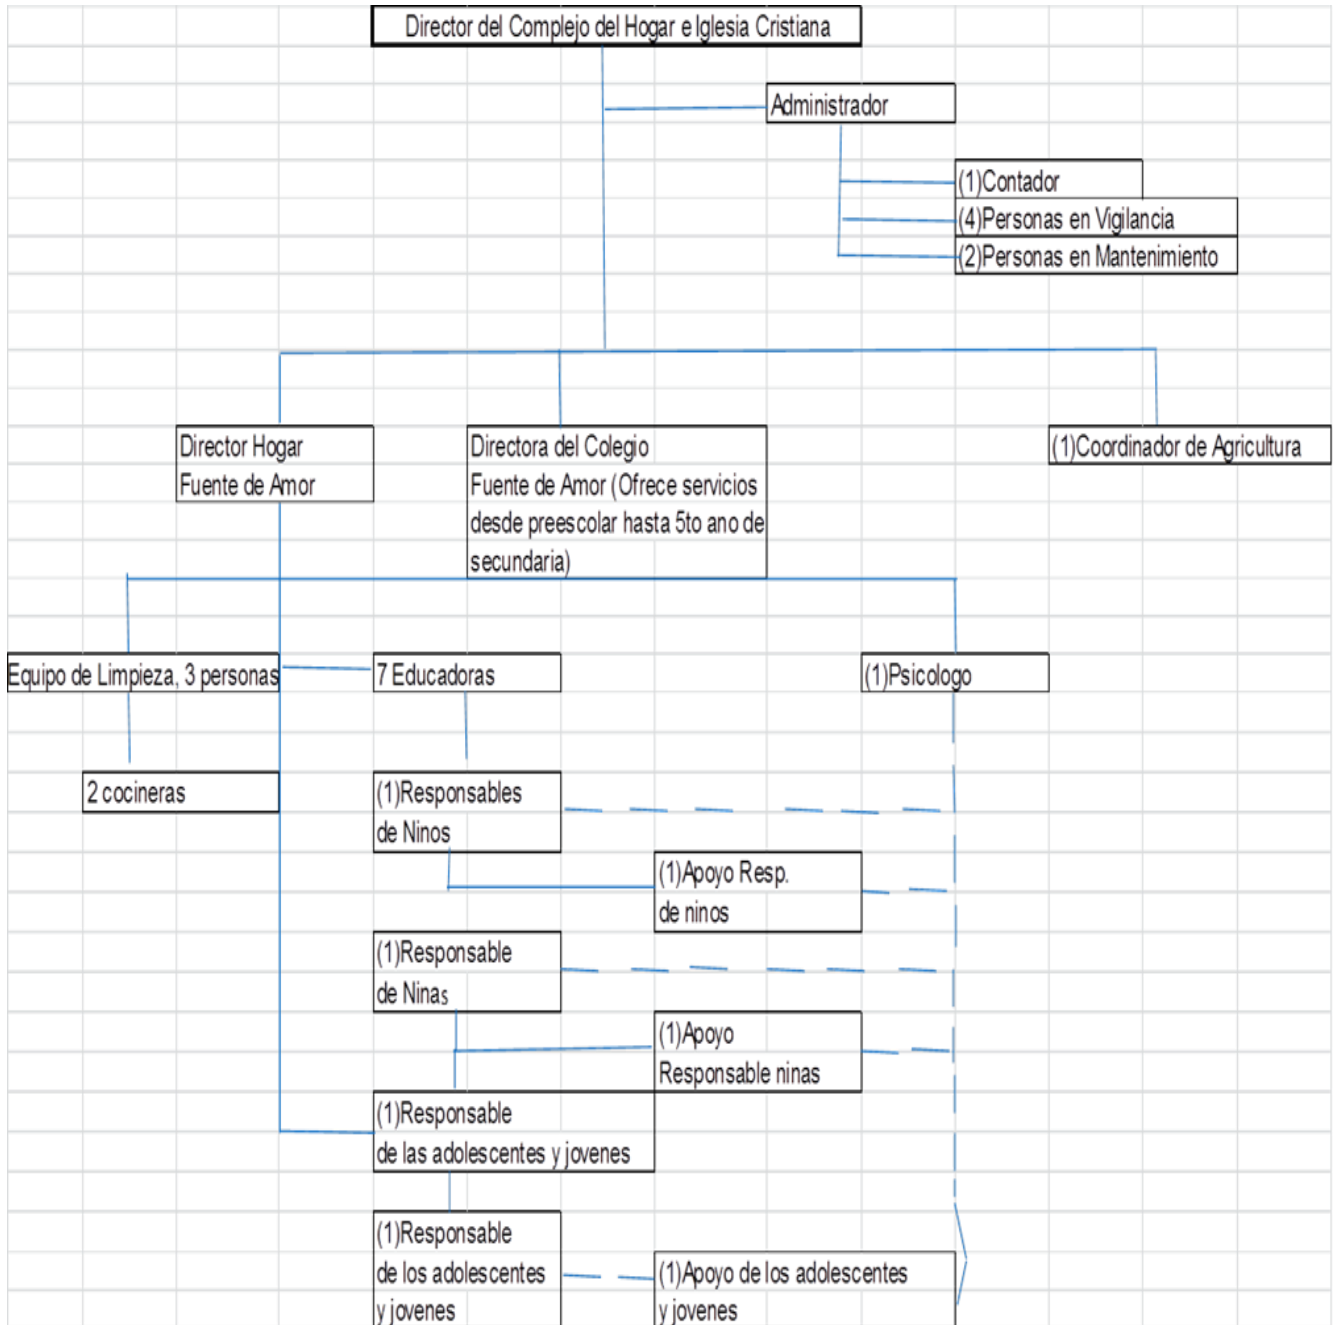 Director del Complejo del Hogar e Iglesia Cristiana
Administrador
(1)Contador
(4)Personas en Vigilancia
(2)Personas en Mantenimiento
Director Hogar
Fuente de Amor
Directora del Colegio
Fuente de Amor (Ofrece servicios
desde preescolar hasta 5to ano de
secundaria)
(1)Coordinador de Agricultura
Equipo de Limpieza, 3 personas
7 Educadoras
(1)Psicologo
2 cocineras
(1)Responsables
de Ninos
(1)Apoyo Resp.
de ninos
(1)Responsable
de Ninas
(1)Apoyo
Responsable ninas
(1)Responsable
de las adolescentes y jovenes
(1)Responsable
de los adolescentes
y jovenes
(1)Apoyo de los adolescentes
y jovenes